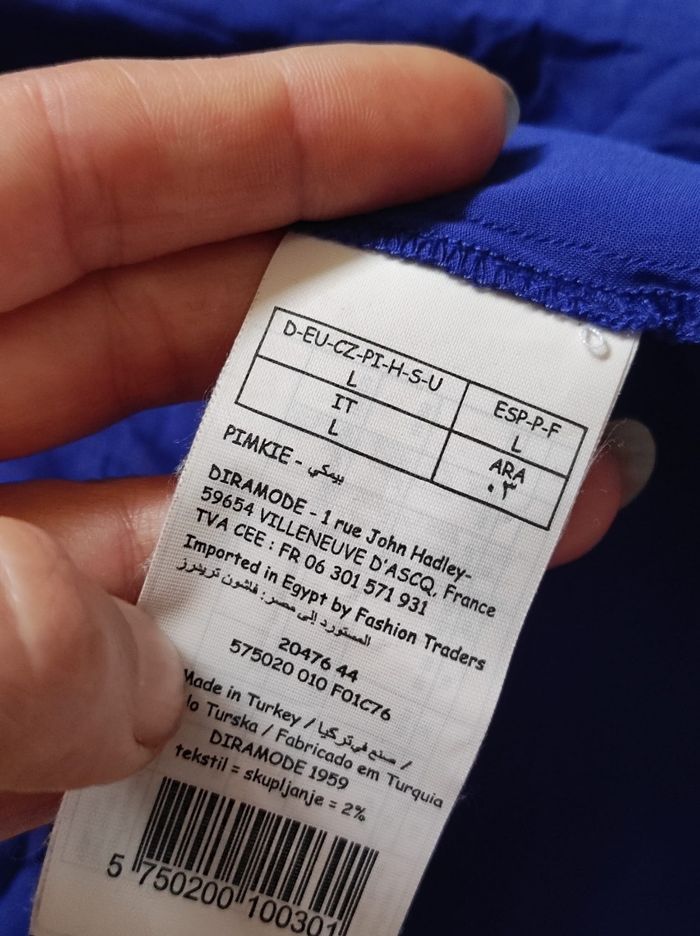 D-EU-CZ-PI-H-S-U
L
ESP-P-F
L
IT
L
ARA
٠٣
PIMKIE - بيمكي
DIRAMODE - 1 rue John Hadley-
59654 VILLENEUVE D'ASCQ, France
TVA CEE : FR 06 301 571 931
Imported in Egypt by Fashion Traders
المستورد إلى مصر: فاشون تريدرز
20476 44
575020 010 F01C76
Made in Turkey / صنع في تركيا /
lo Turska / Fabricado em Turquia
DIRAMODE 1959
tekstil = skupljanje = 2%
5 750200 100301